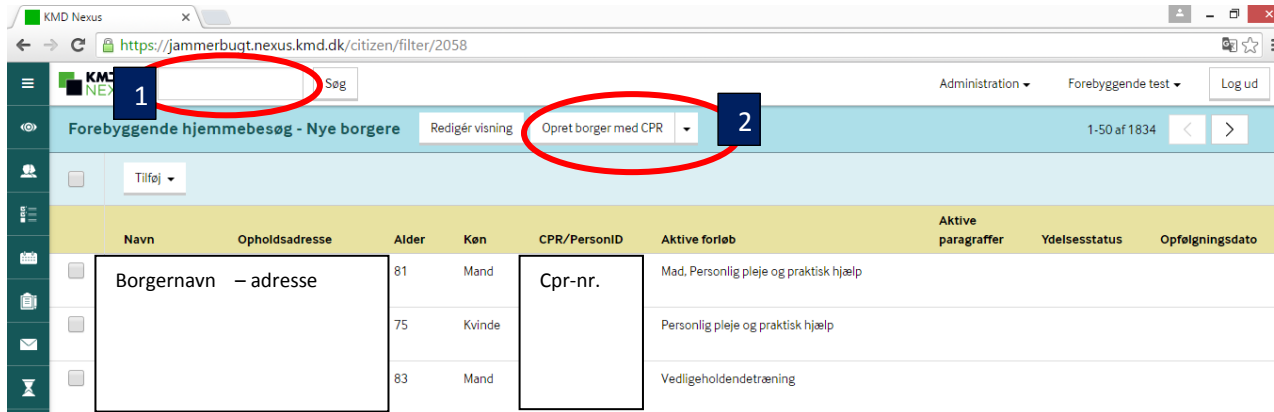 KMD Nexus
https://jammerbugt.nexus.kmd.dk/citizen/filter/2058
1 Søg Administration Forebyggende test Log ud
Forebyggende hjemmebesøg - Nye borgere Redigér visning Opret borger med CPR 2 1-50 af 1834
Tilføj
Navn Opholdsadresse Alder Køn CPR/PersonID Aktive forløb Aktive paragraffer Ydelsesstatus Opfølgningsdato
Borgernavn – adresse 81 Mand Cpr-nr. Mad, Personlig pleje og praktisk hjælp
75 Kvinde Personlig pleje og praktisk hjælp
83 Mand Vedligeholdendetræning